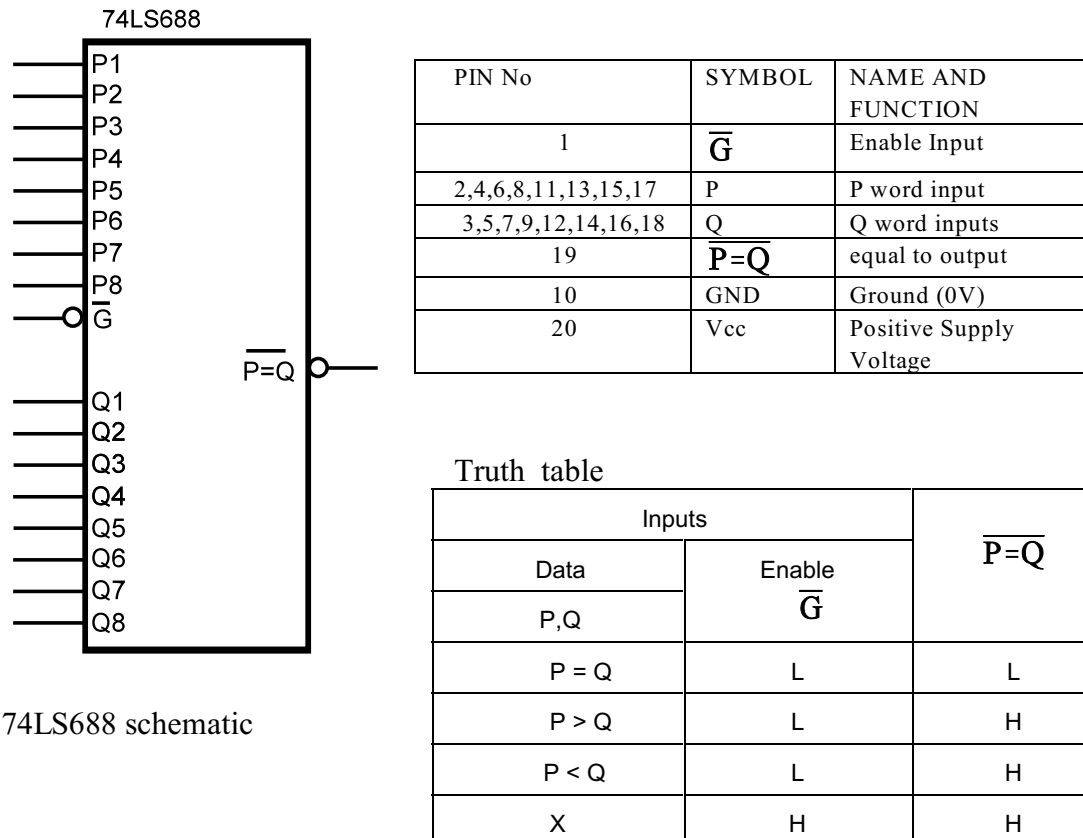 74LS688
P1
P2
P3
P4
P5
P6
P7
P8
G̅
P̅=̅Q̅
Q1
Q2
Q3
Q4
Q5
Q6
Q7
Q8
74LS688 schematic
PIN No SYMBOL NAME AND
FUNCTION
1 G̅ Enable Input
2,4,6,8,11,13,15,17 P P word input
3,5,7,9,12,14,16,18 Q Q word inputs
19 P̅=̅Q̅ equal to output
10 GND Ground (0V)
20 Vcc Positive Supply
Voltage
Truth table
Inputs
P̅=̅Q̅
Data Enable
P,Q G̅
P = Q L L
P > Q L H
P < Q L H
X H H